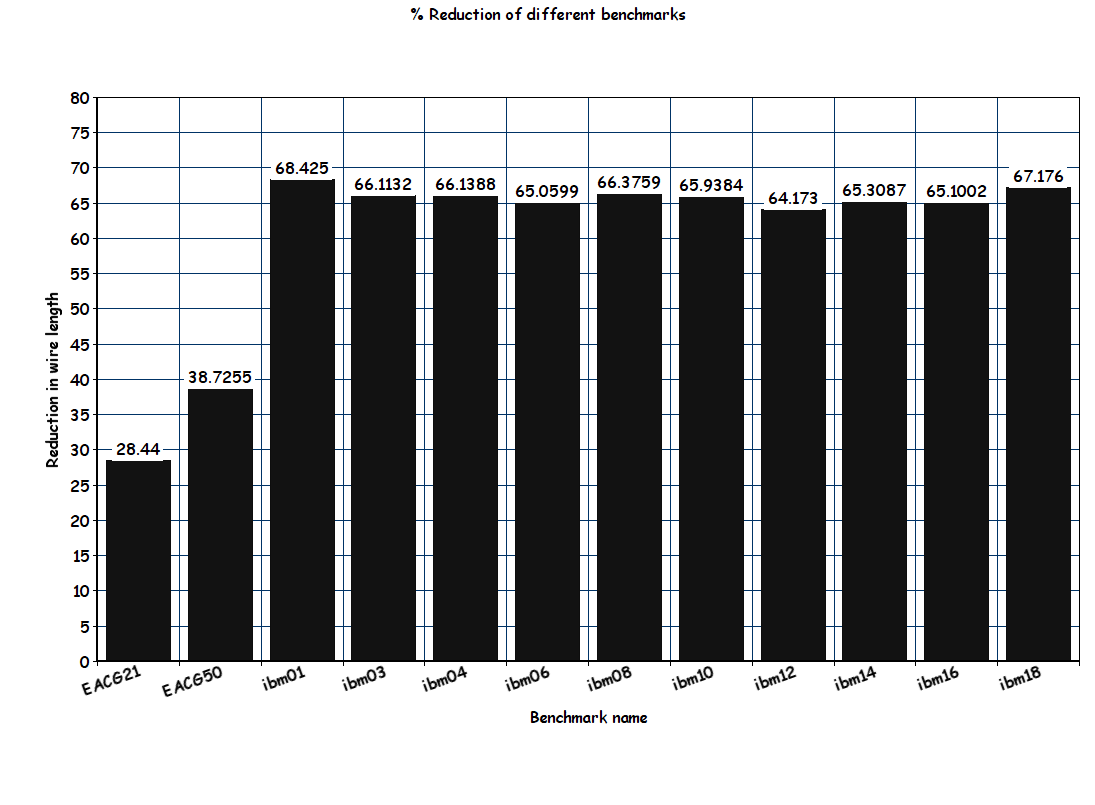 % Reduction of different benchmarks
80
75
70
65
60
55
50
45
40
35
30
25
20
15
10
5
0
Reduction in wire length
28.44
38.7255
68.425
66.1132
66.1388
65.0599
66.3759
65.9384
64.173
65.3087
65.1002
67.176
EACG21
EACG50
ibm01
ibm03
ibm04
ibm06
ibm08
ibm10
ibm12
ibm14
ibm16
ibm18
Benchmark name